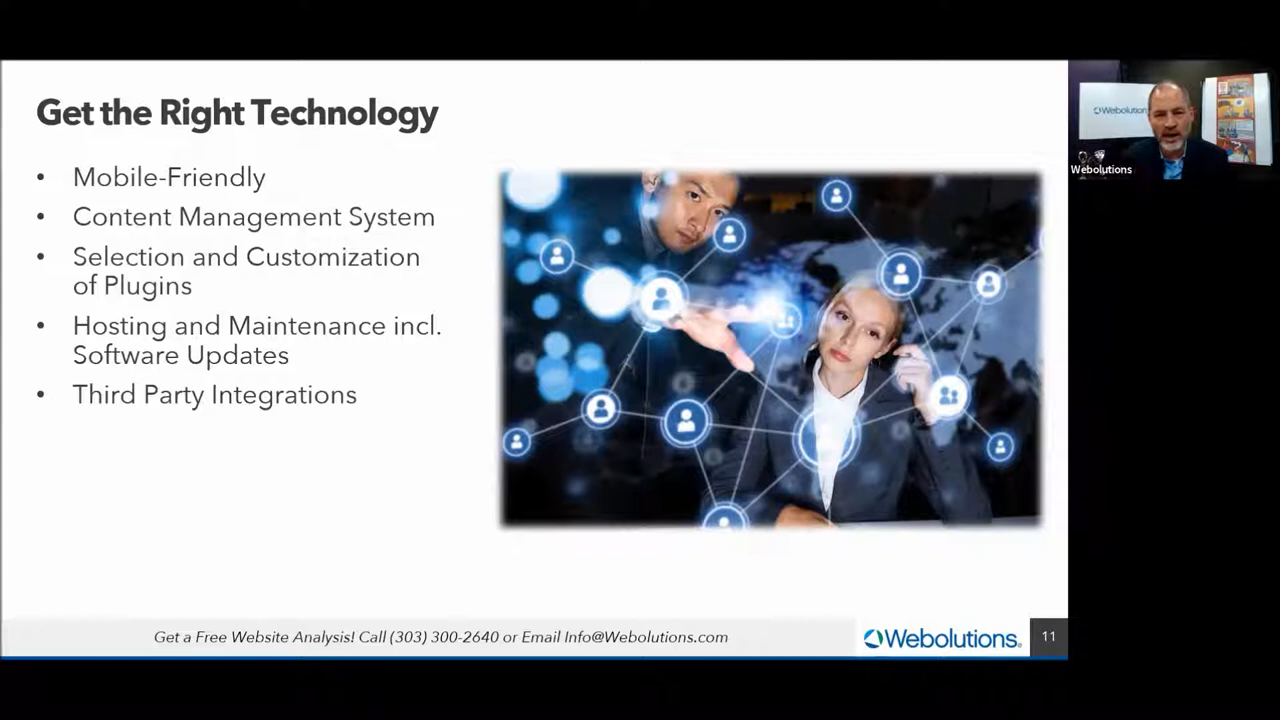 Get the Right Technology
• Mobile-Friendly
• Content Management System
• Selection and Customization
of Plugins
• Hosting and Maintenance incl.
Software Updates
• Third Party Integrations
Get a Free Website Analysis! Call (303) 300-2640 or Email Info@Webolutions.com
Webolutions®
11
Webolution
Webolutions